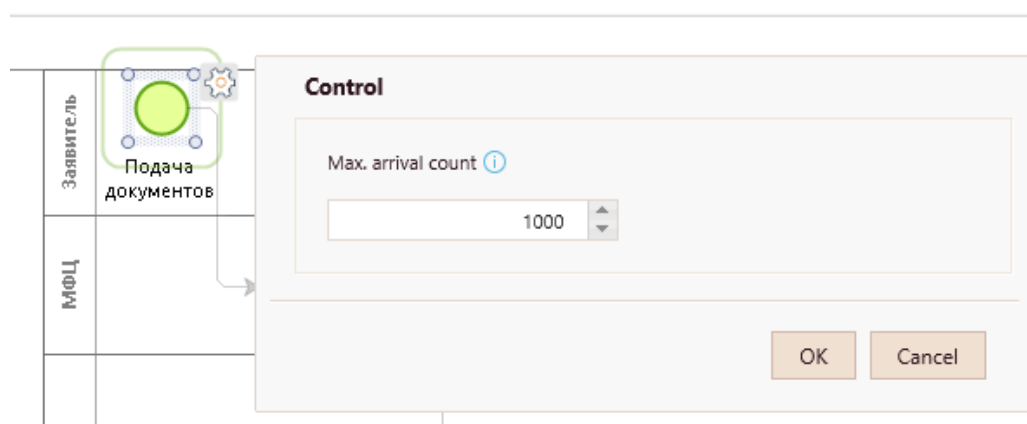 Заявитель
Подача
документов
МФЦ
Control
Max. arrival count
1000
OK
Cancel